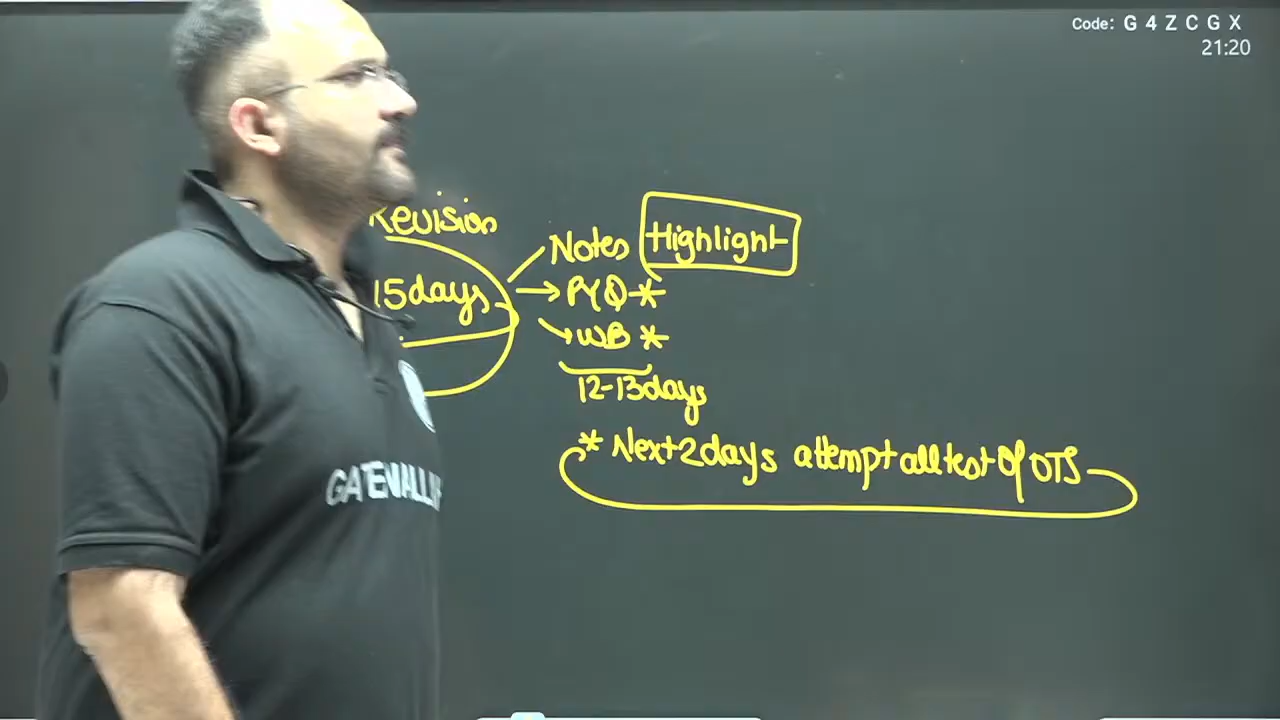 Code: G 4 Z C G X
21:20
Revision
Notes Highlight
15days
PYQ *
WB *
12-13days
* Next 2days attempt all test of OTS